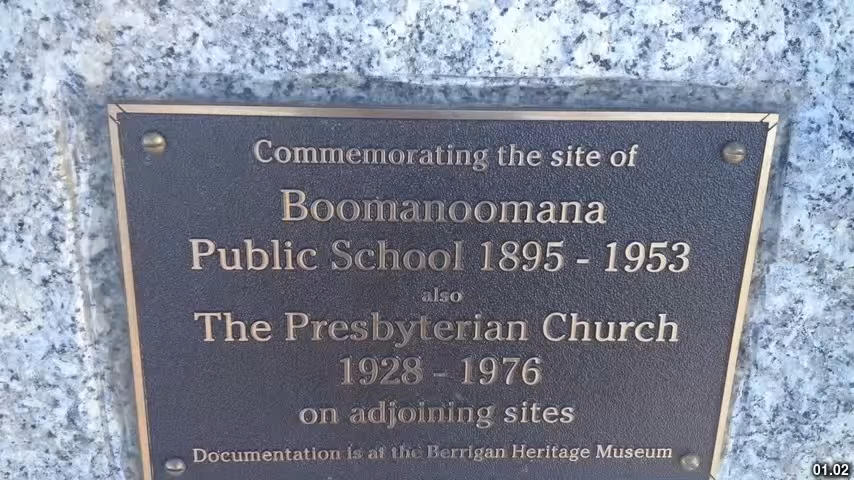 Commemorating the site of
Boomanoomana
Public School 1895 - 1953
also
The Presbyterian Church
1928 - 1976
on adjoining sites
Documentation is at the Berrigan Heritage Museum
01.02